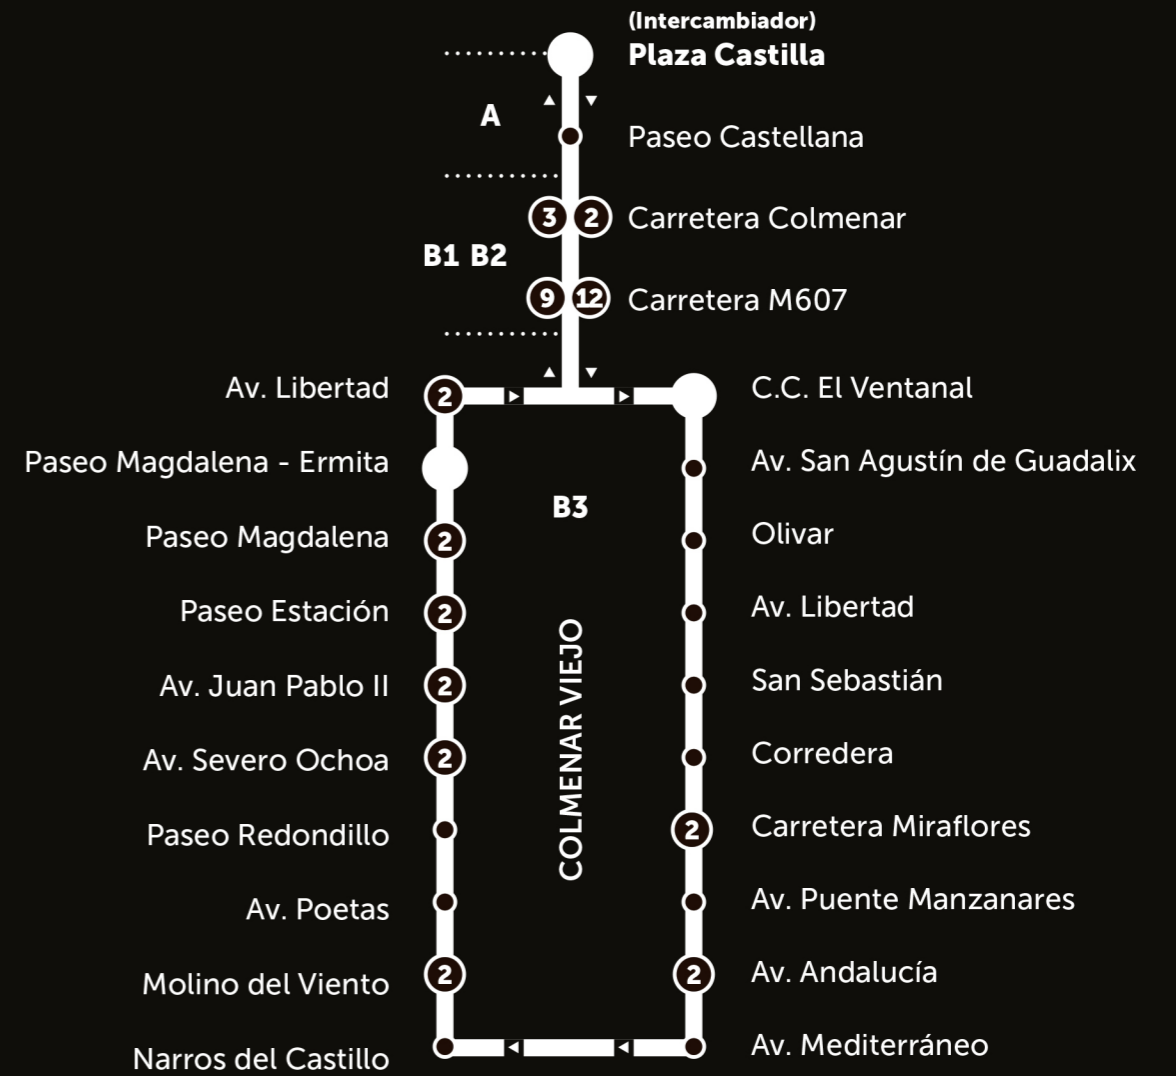 (Intercambiador)
Plaza Castilla
A
Paseo Castellana
3 2 Carretera Colmenar
B1 B2
9 12 Carretera M607
Av. Libertad 2
C.C. El Ventanal
Paseo Magdalena - Ermita
Av. San Agustín de Guadalix
B3
Paseo Magdalena 2
Olivar
Paseo Estación 2
Av. Libertad
Av. Juan Pablo II 2
San Sebastián
COLMENAR VIEJO
Av. Severo Ochoa 2
Corredera
Paseo Redondillo
2 Carretera Miraflores
Av. Poetas
Av. Puente Manzanares
Molino del Viento 2
2 Av. Andalucía
Narros del Castillo
Av. Mediterráneo